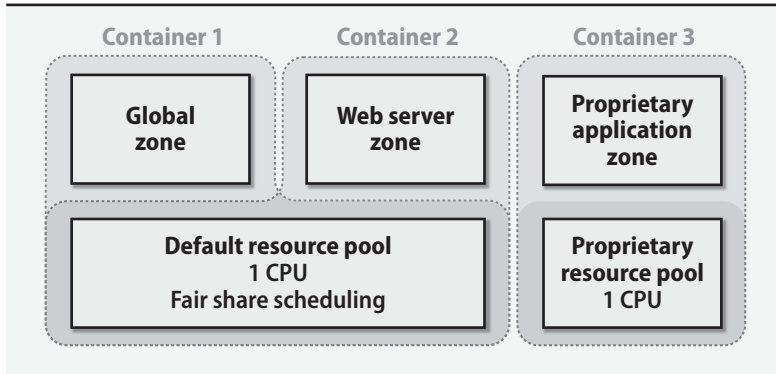 Container 1
Container 2
Container 3
Global
zone
Web server
zone
Proprietary
application
zone
Default resource pool
1 CPU
Fair share scheduling
Proprietary
resource pool
1 CPU